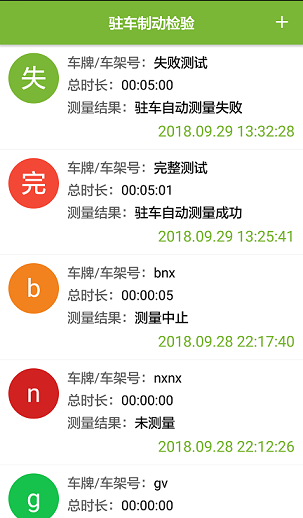 驻车制动检验 +
失
车牌/车架号：失败测试
总时长：00:05:00
测量结果：驻车自动测量失败
2018.09.29 13:32:28
完
车牌/车架号：完整测试
总时长：00:05:01
测量结果：驻车自动测量成功
2018.09.29 13:25:41
b
车牌/车架号：bnx
总时长：00:00:05
测量结果：测量中止
2018.09.28 22:17:40
n
车牌/车架号：nxnx
总时长：00:00:00
测量结果：未测量
2018.09.28 22:12:26
g
车牌/车架号：gv
总时长：00:00:00